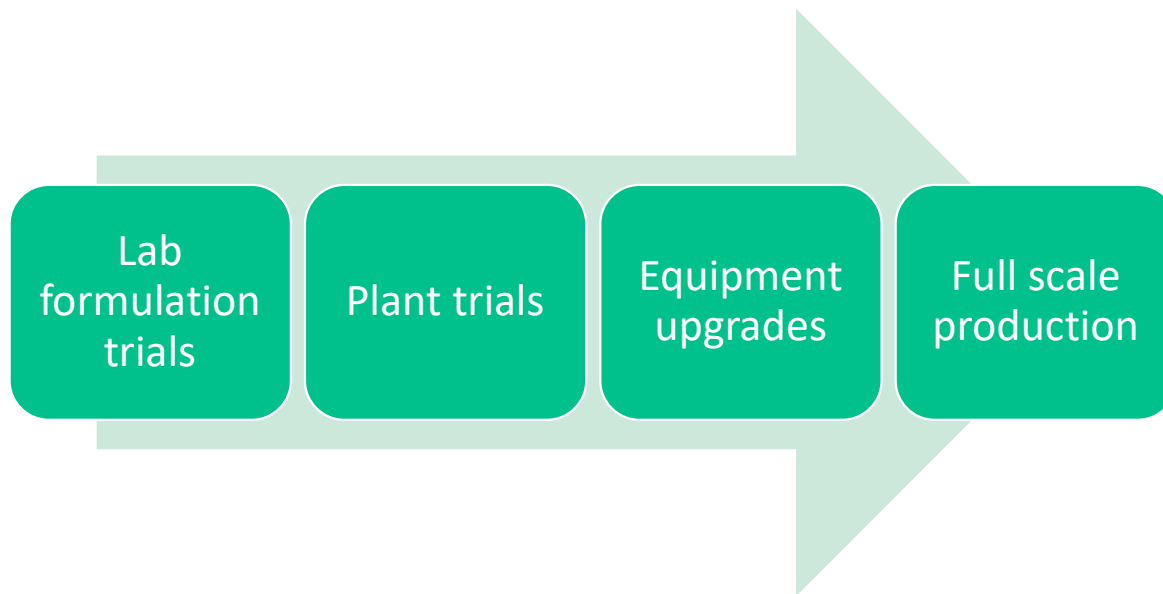 Lab
formulation
trials
Plant trials
Equipment
upgrades
Full scale
production